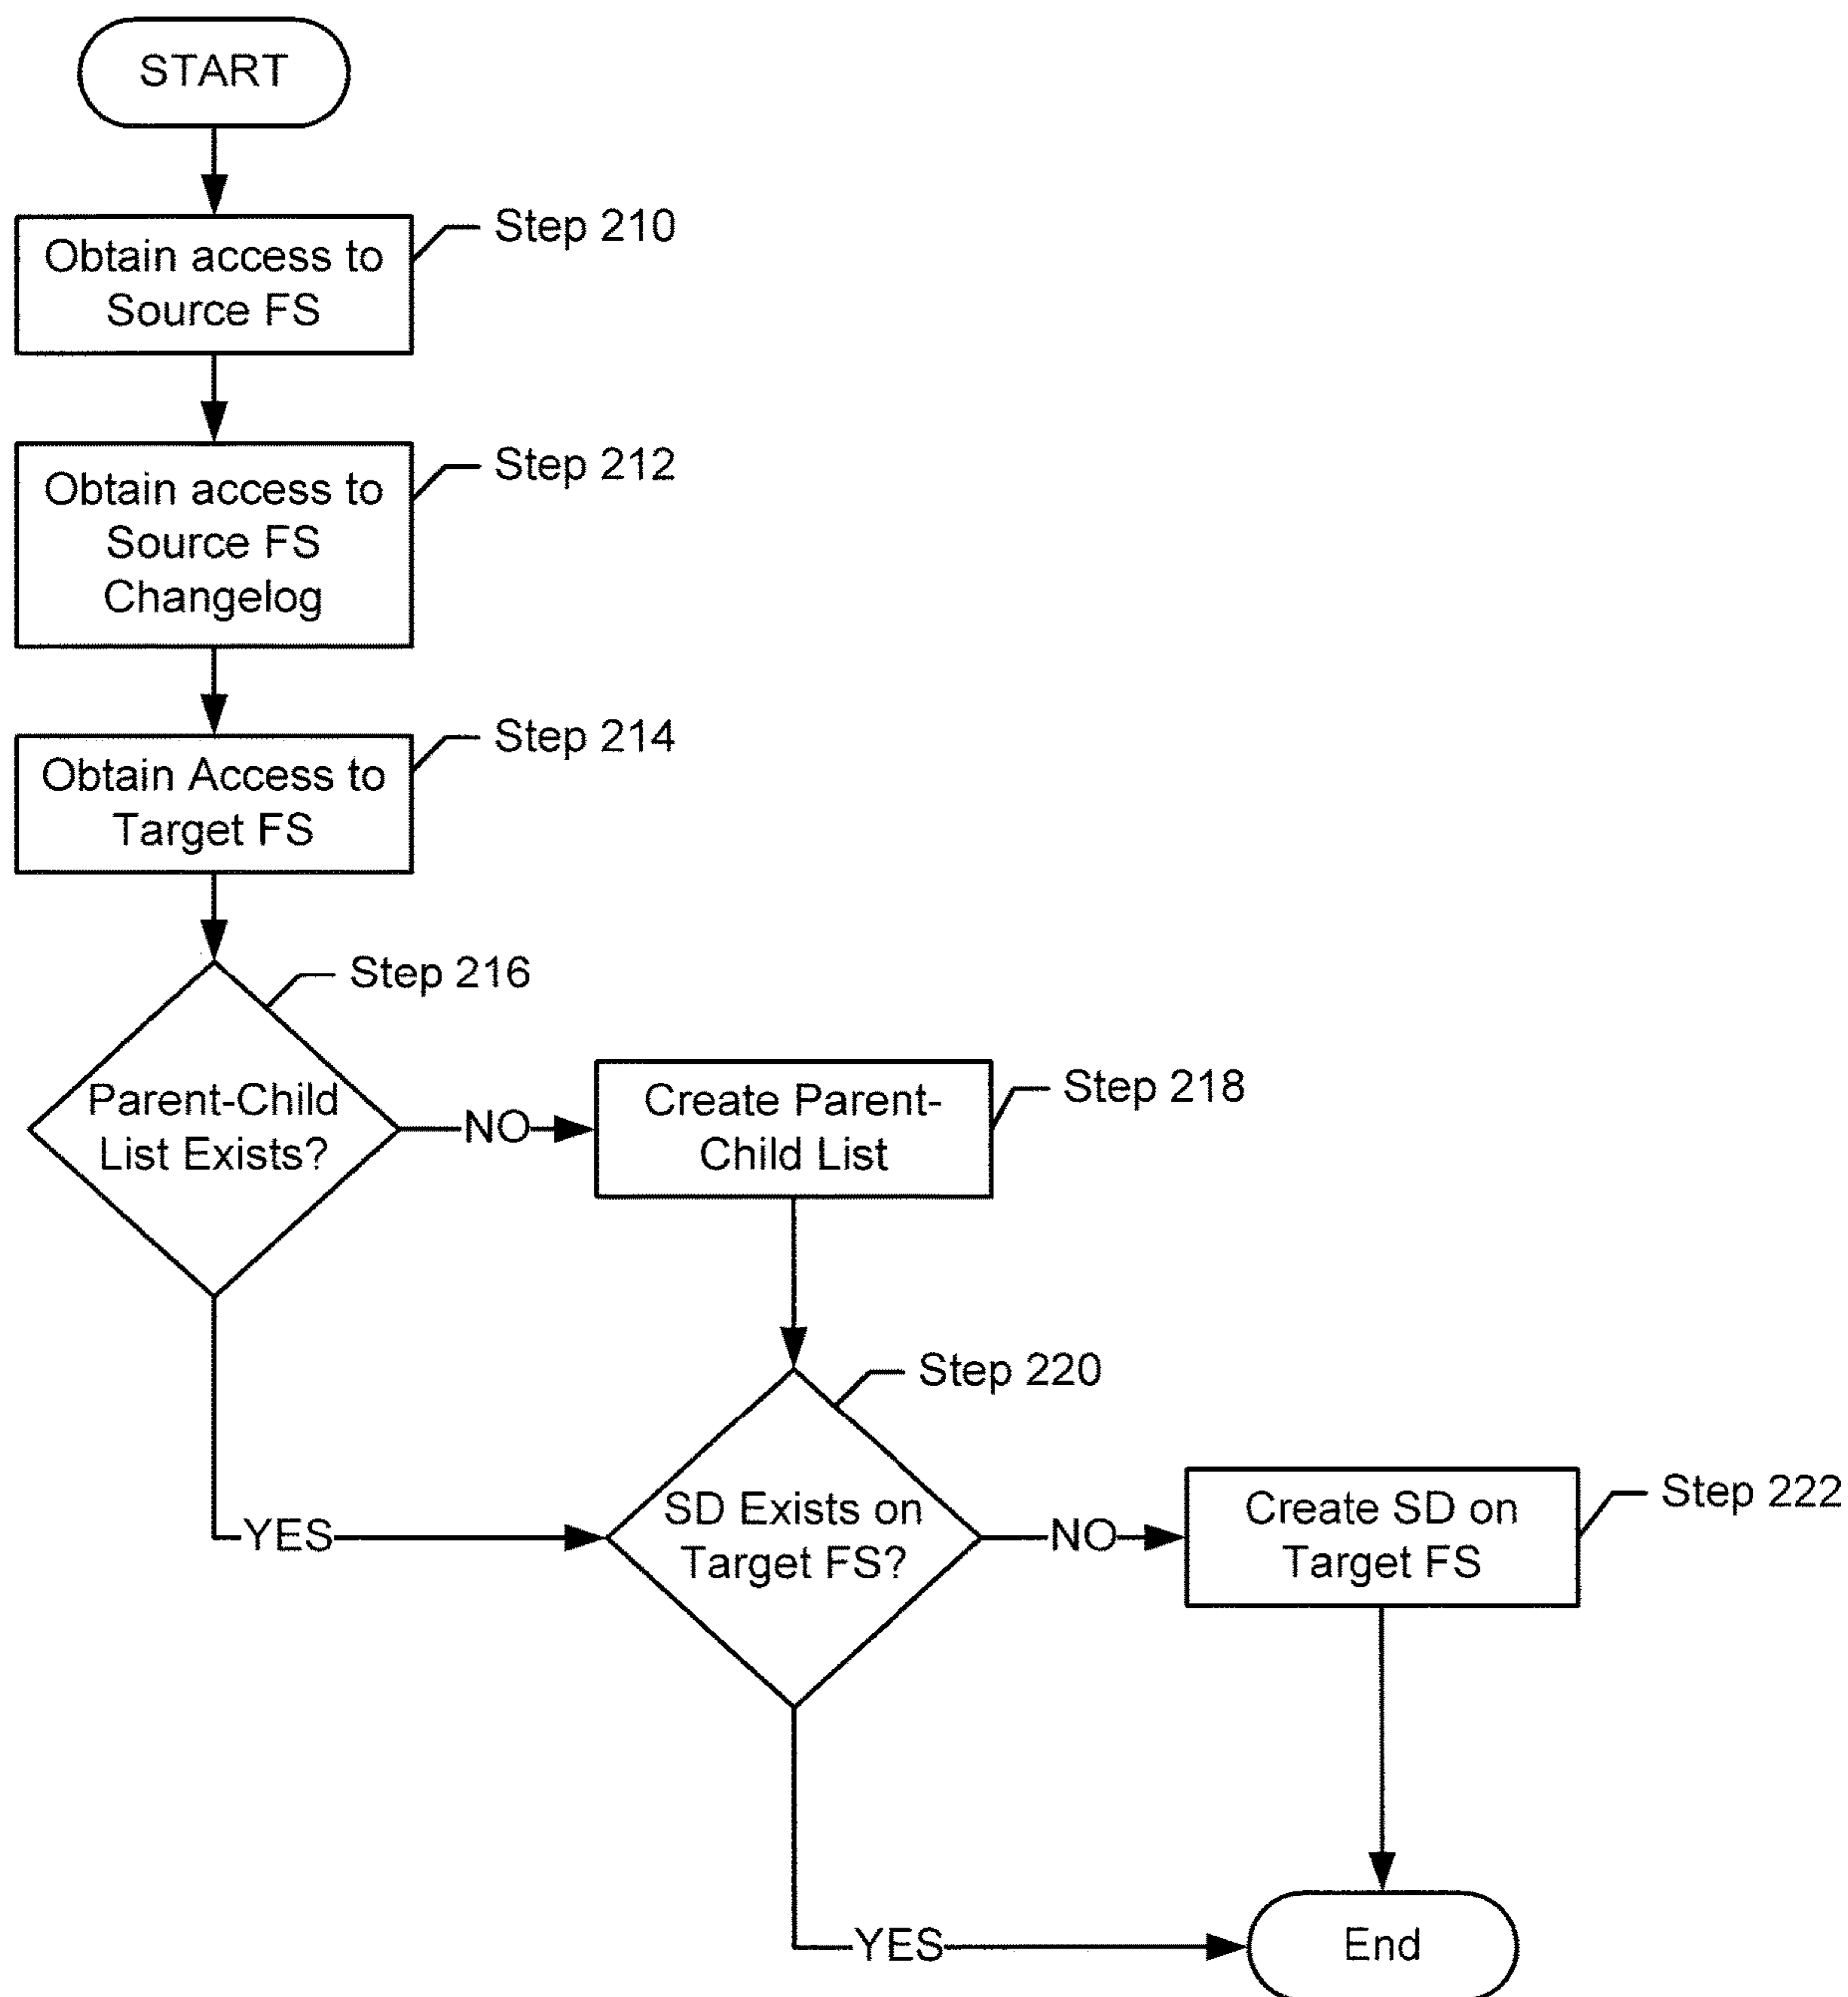 START
Obtain access to
Source FS
Step 210
Obtain access to
Source FS
Changelog
Step 212
Obtain Access to
Target FS
Step 214
Parent-Child
List Exists?
Step 216
NO
Create Parent-
Child List
Step 218
YES
SD Exists on
Target FS?
Step 220
NO
Create SD on
Target FS
Step 222
YES
End